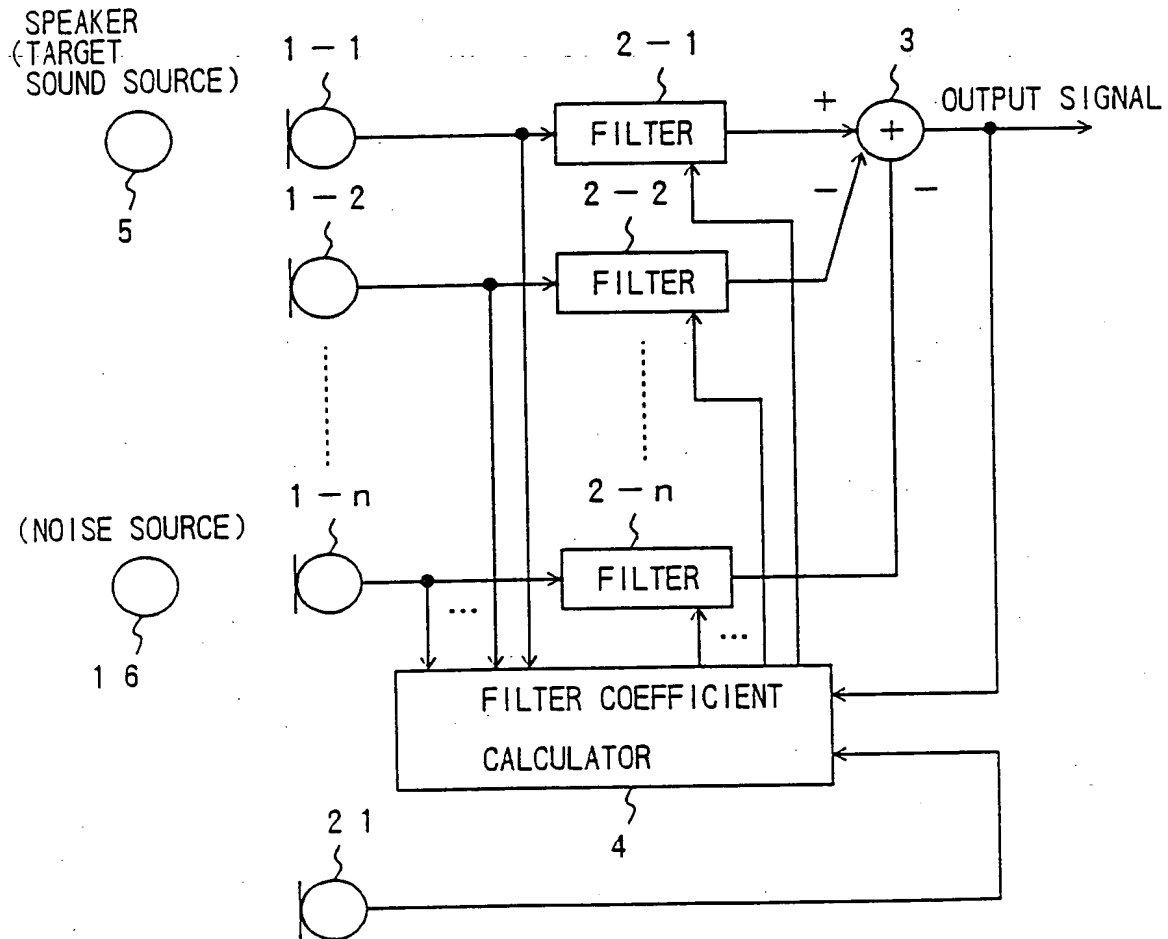 SPEAKER
(TARGET
SOUND SOURCE)
5
1-1
2-1
3
+
FILTER
+
OUTPUT SIGNAL
1-2
2-2
-
-
FILTER
1-n
2-n
(NOISE SOURCE)
FILTER
...
...
16
FILTER COEFFICIENT
CALCULATOR
4
21